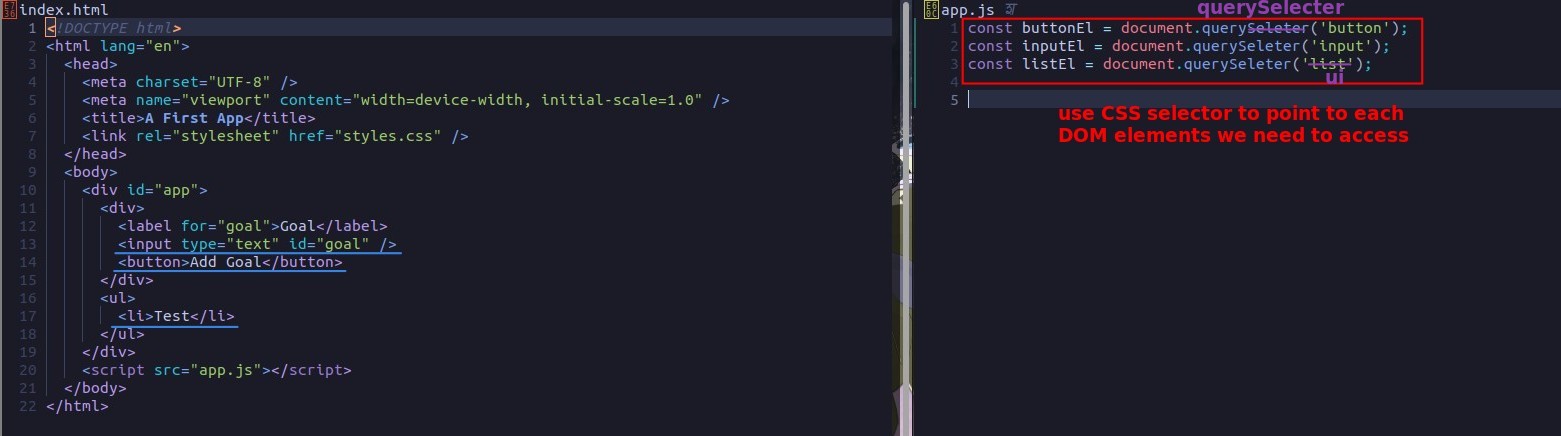 index.html
1 <!DOCTYPE html>
2 <html lang="en">
3 <head>
4 <meta charset="UTF-8" />
5 <meta name="viewport" content="width=device-width, initial-scale=1.0" />
6 <title>A First App</title>
7 <link rel="stylesheet" href="styles.css" />
8 </head>
9 <body>
10 <div id="app">
11 <div>
12 <label for="goal">Goal</label>
13 <input type="text" id="goal" />
14 <button>Add Goal</button>
15 </div>
16 <ul>
17 <li>Test</li>
18 </ul>
19 </div>
20 <script src="app.js"></script>
21 </body>
22 </html>
app.js
querySelecter
1 const buttonEl = document.querySeleter('button');
2 const inputEl = document.querySeleter('input');
3 const listEl = document.querySeleter('list');
ui
4
5
use CSS selector to point to each
DOM elements we need to access